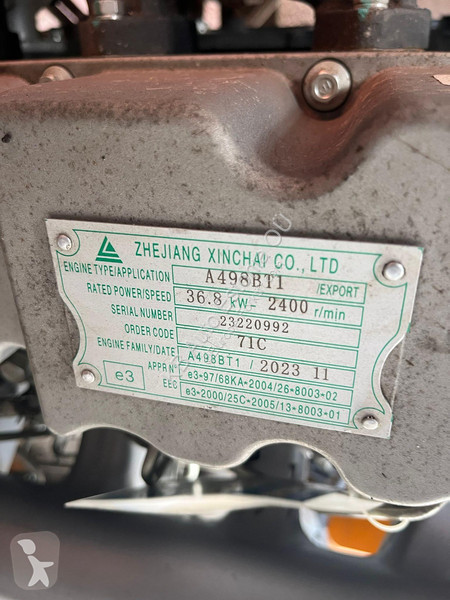 ZHEJIANG XINCHAI CO., LTD
ENGINE TYPE/APPLICATION A498BT1 /EXPORT
RATED POWER/SPEED 36.8 kW- 2400 r/min
SERIAL NUMBER 23220992
ORDER CODE 71C
ENGINE FAMILY/DATE A498BT1 / 2023 11
APPR Nº e3-97/68KA-2004/26-8003-02
e3 EEC e3-2000/25C-2005/13-8003-01